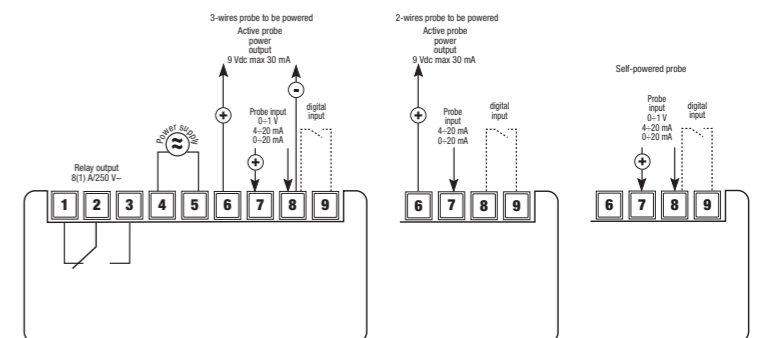 3-wires probe to be powered
Active probe
power
output
9 Vdc max 30 mA
+
-
Probe input
0÷1 V
4÷20 mA
0÷20 mA
+
digital
input
Power supply
≈
Relay output
8(1) A/250 V~
1 2 3 4 5 6 7 8 9
2-wires probe to be powered
Active probe
power
output
9 Vdc max 30 mA
+
Probe
input
4÷20 mA
0÷20 mA
digital
input
6 7 8 9
Self-powered probe
Probe
input
0÷1 V
4÷20 mA
0÷20 mA
+
digital
input
6 7 8 9